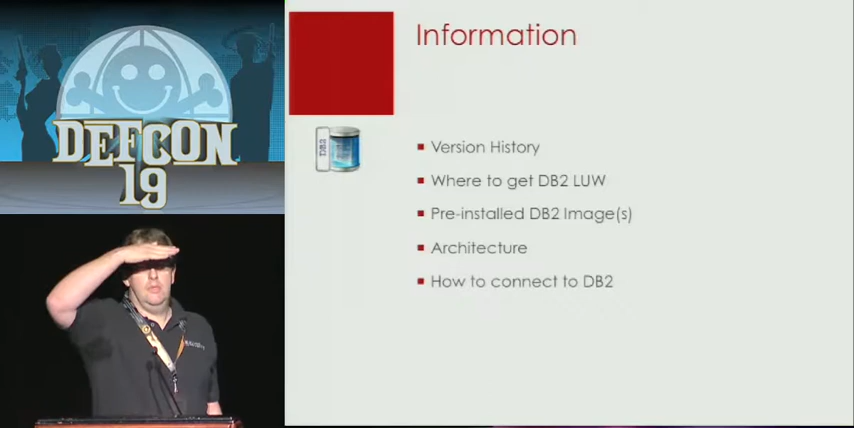 DEFCON
19
Information
DB2
Version History
Where to get DB2 LUW
Pre-installed DB2 Image(s)
Architecture
How to connect to DB2